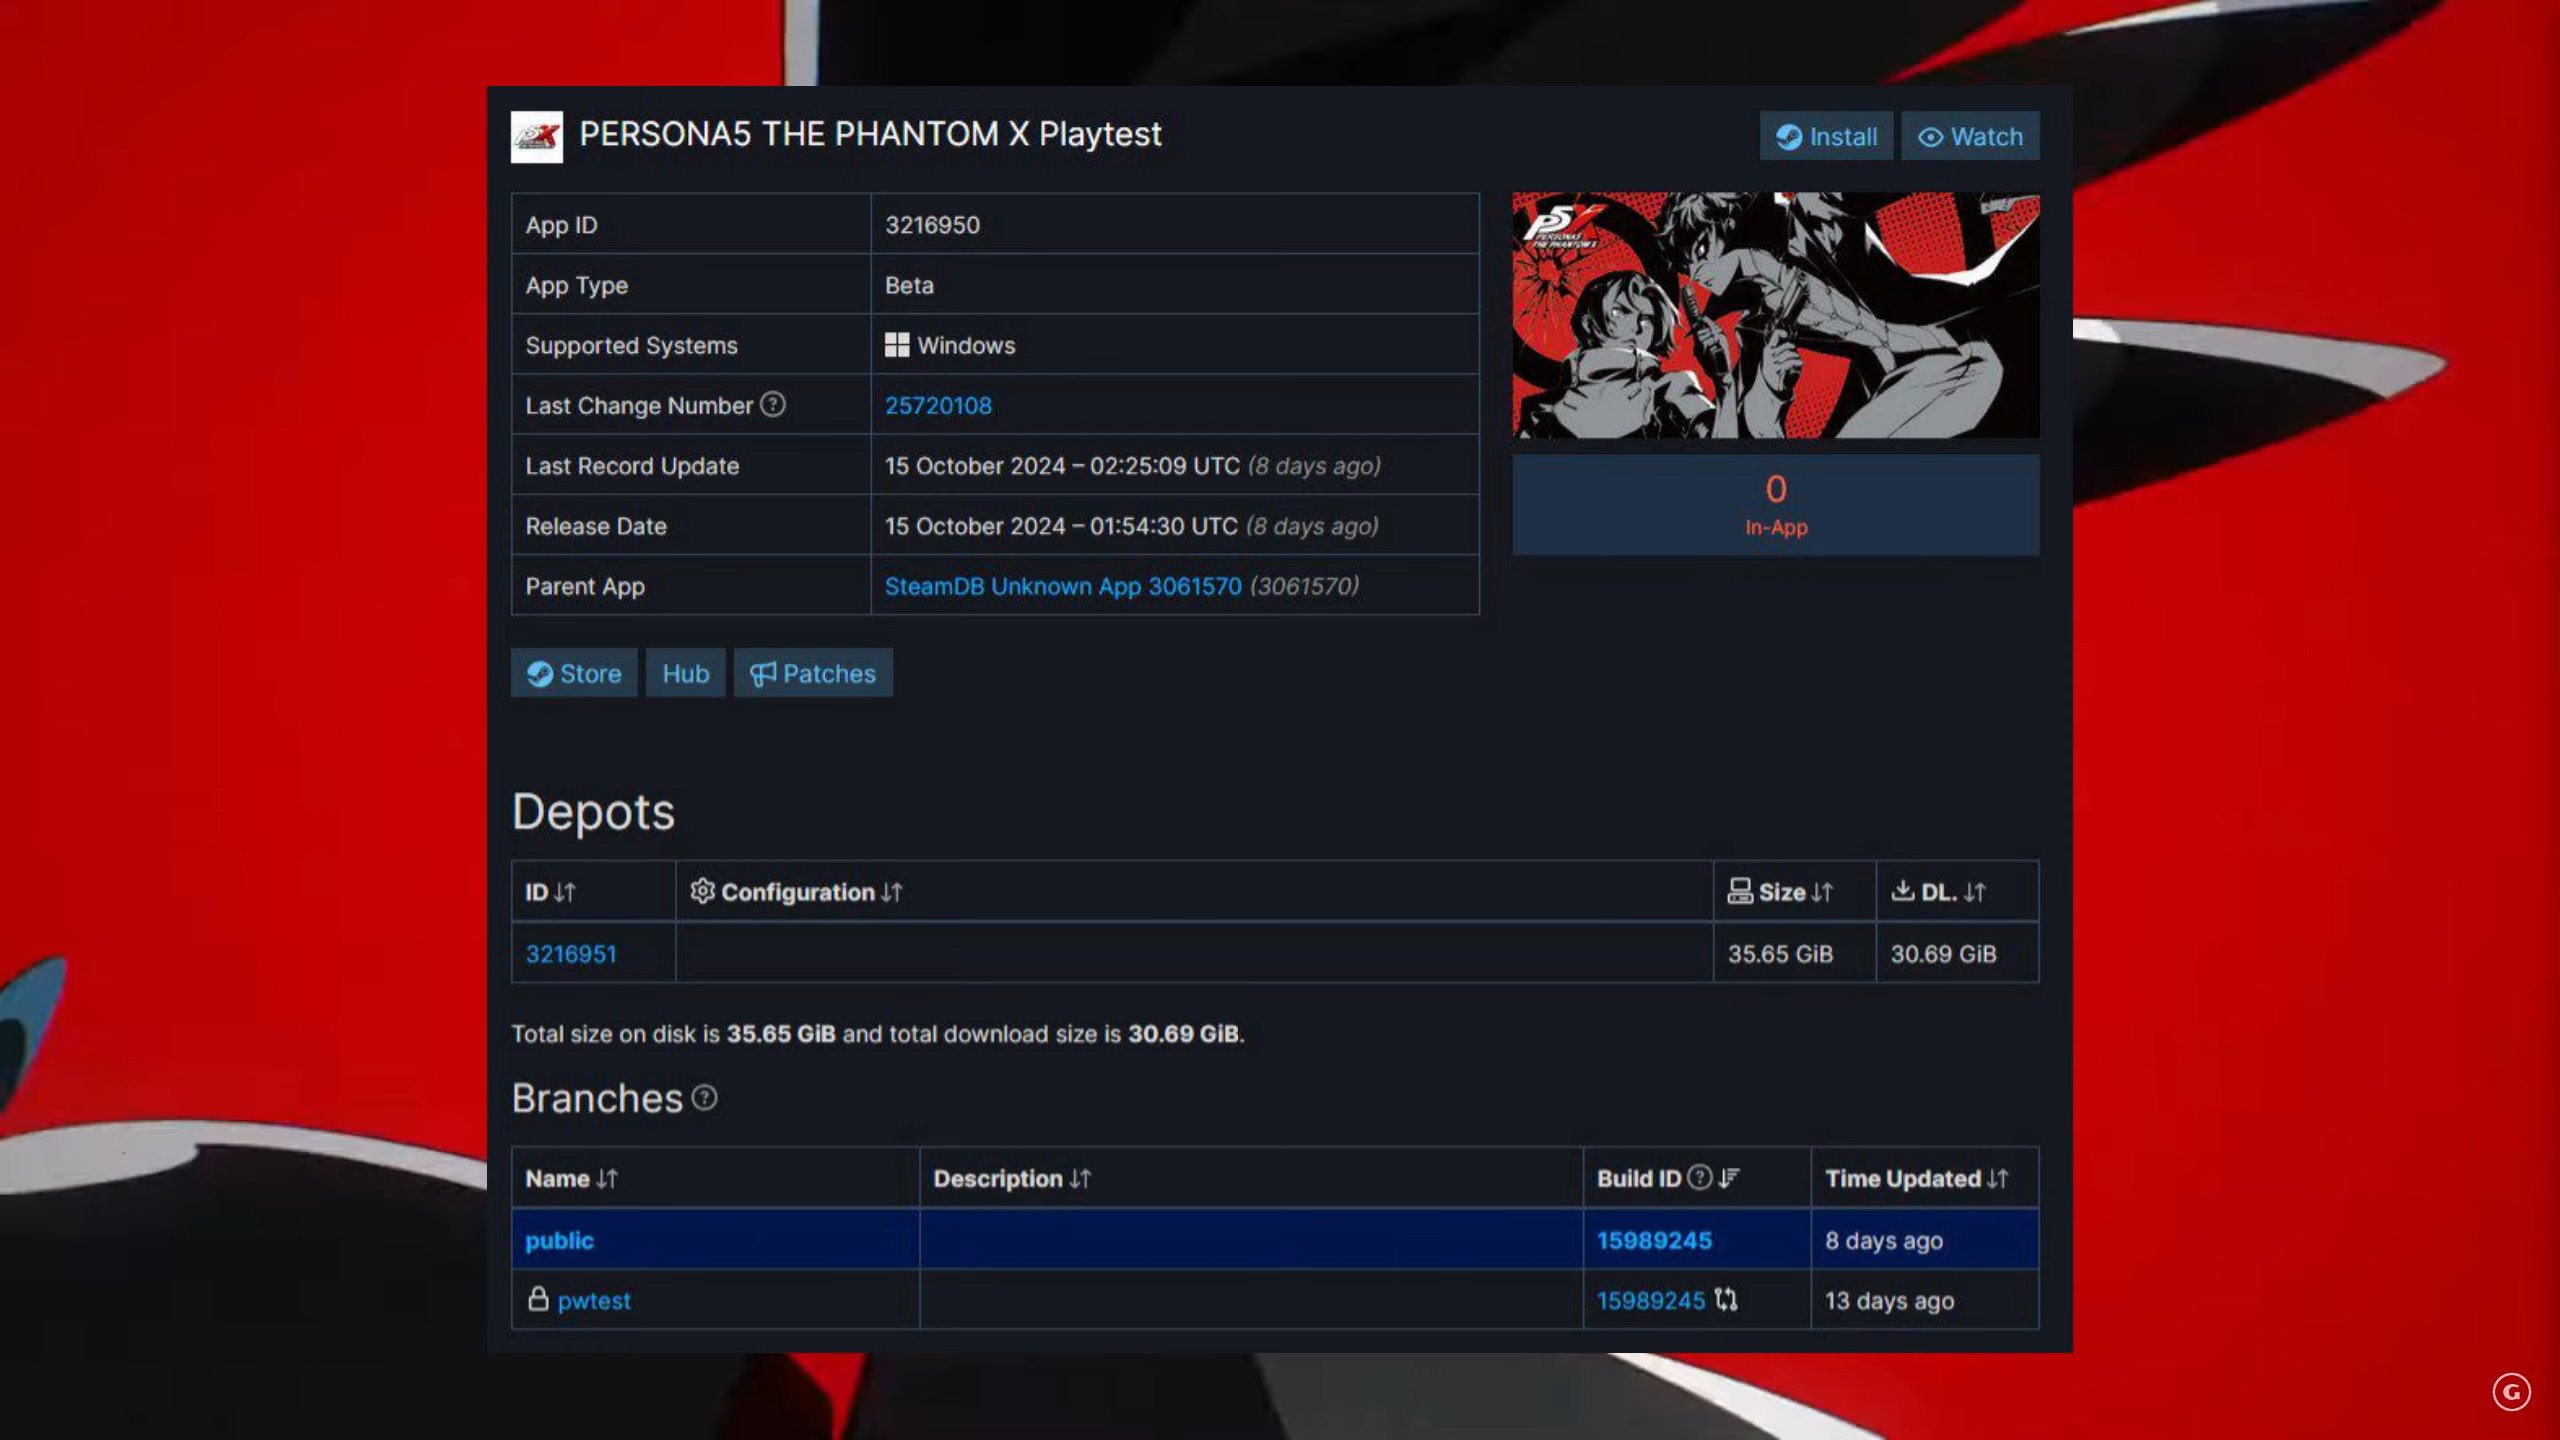 PERSONA5 THE PHANTOM X Playtest
Install
Watch
App ID 3216950
App Type Beta
Supported Systems Windows
Last Change Number 25720108
Last Record Update 15 October 2024 – 02:25:09 UTC (8 days ago)
Release Date 15 October 2024 – 01:54:30 UTC (8 days ago)
Parent App SteamDB Unknown App 3061570 (3061570)
P5X
PERSONA5
THE PHANTOM X
0
In-App
Store Hub Patches
Depots
ID Configuration Size DL.
3216951 35.65 GiB 30.69 GiB
Total size on disk is 35.65 GiB and total download size is 30.69 GiB.
Branches
Name Description Build ID Time Updated
public 15989245 8 days ago
pwtest 15989245 13 days ago
G